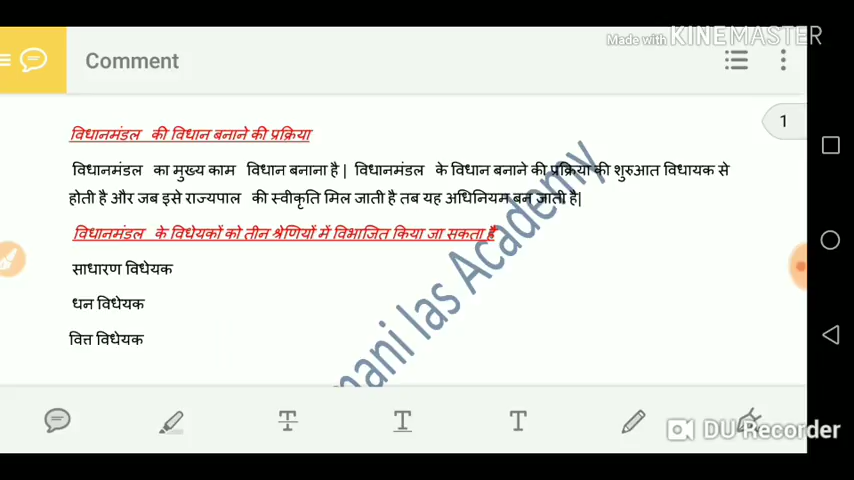 Made with KINEMASTER
Comment
1
विधानमंडल की विधान बनाने की प्रक्रिया
विधानमंडल का मुख्य काम विधान बनाना है| विधानमंडल के विधान बनाने की प्रक्रिया की शुरुआत विधायक से
होती है और जब इसे राज्यपाल की स्वीकृति मिल जाती है तब यह अधिनियम बन जाती है|
विधानमंडल के विधेयकों को तीन श्रेणियों में विभाजित किया जा सकता है
साधारण विधेयक
धन विधेयक
वित्त विधेयक
mani Ias Academy
T T T
DU Recorder